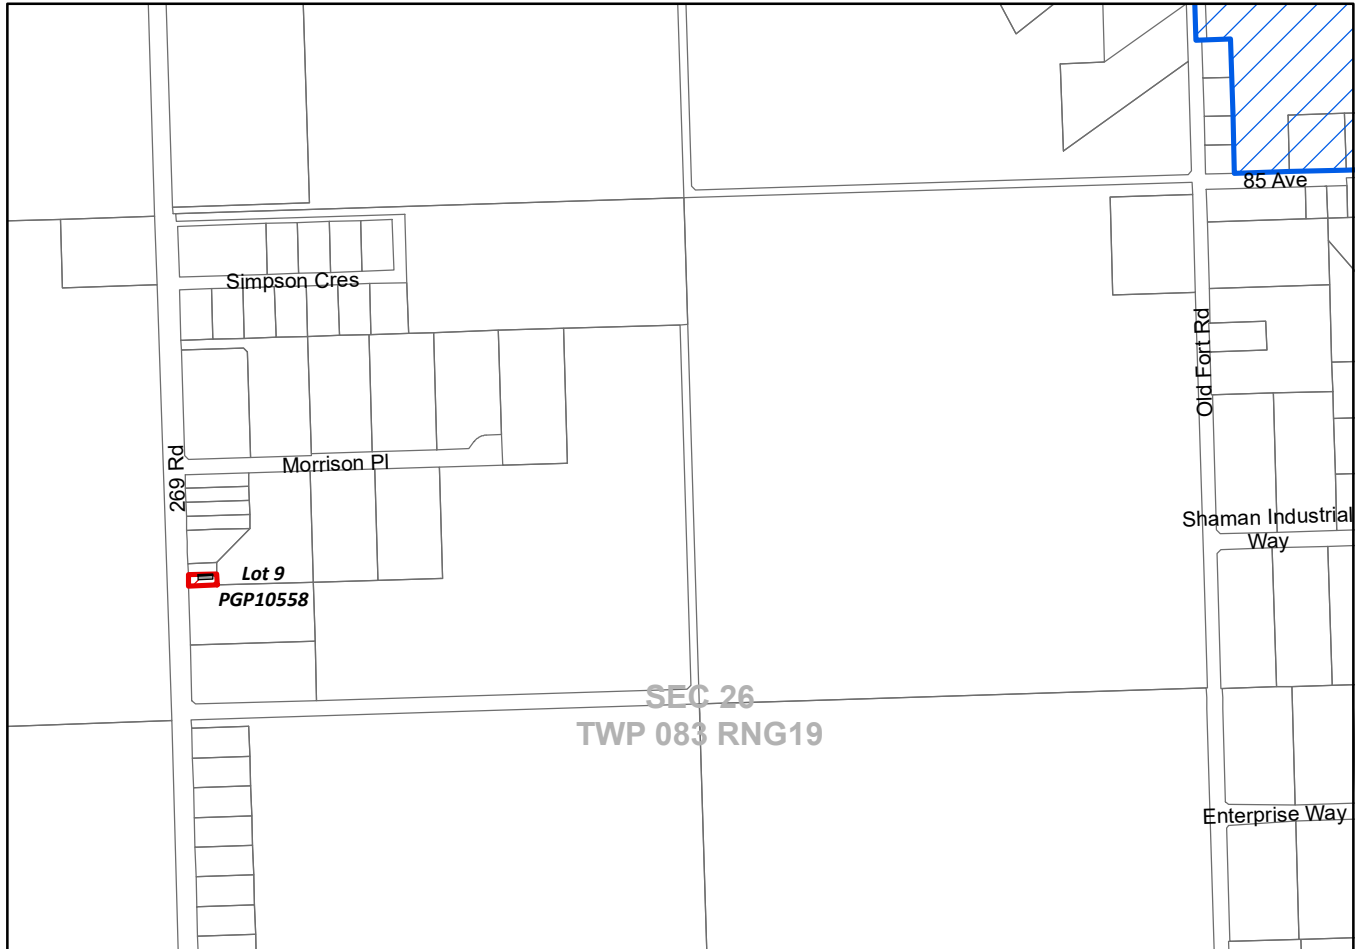 85 Ave
Simpson Cres
Old Fort Rd
269 Rd
Morrison Pl
Shaman Industrial
Way
Lot 9
PGP10558
SEC 26
TWP 083 RNG19
Enterprise Way